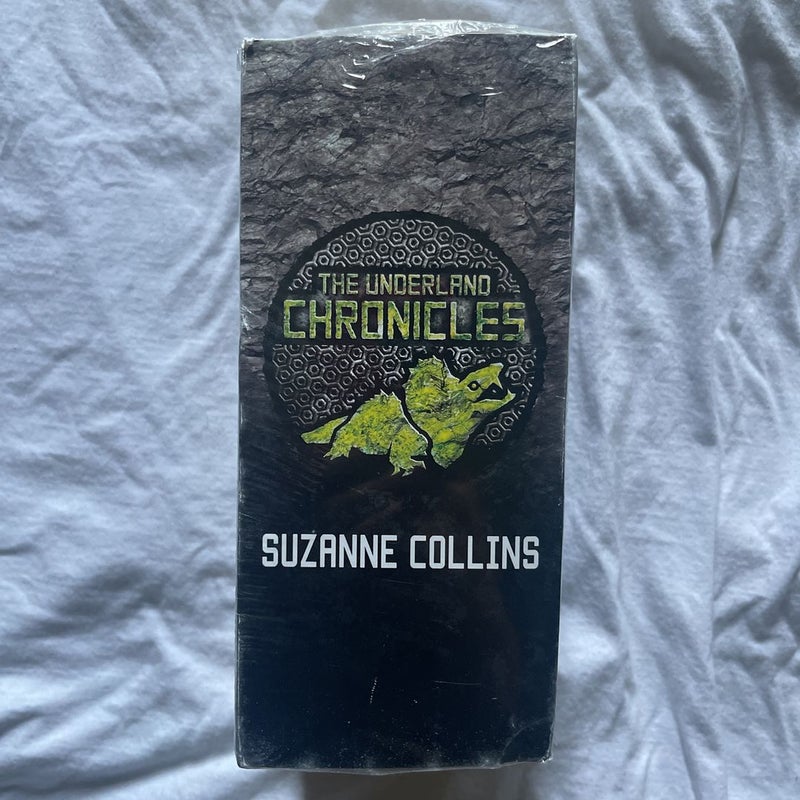 THE UNDERLAND
CHRONICLES
SUZANNE COLLINS